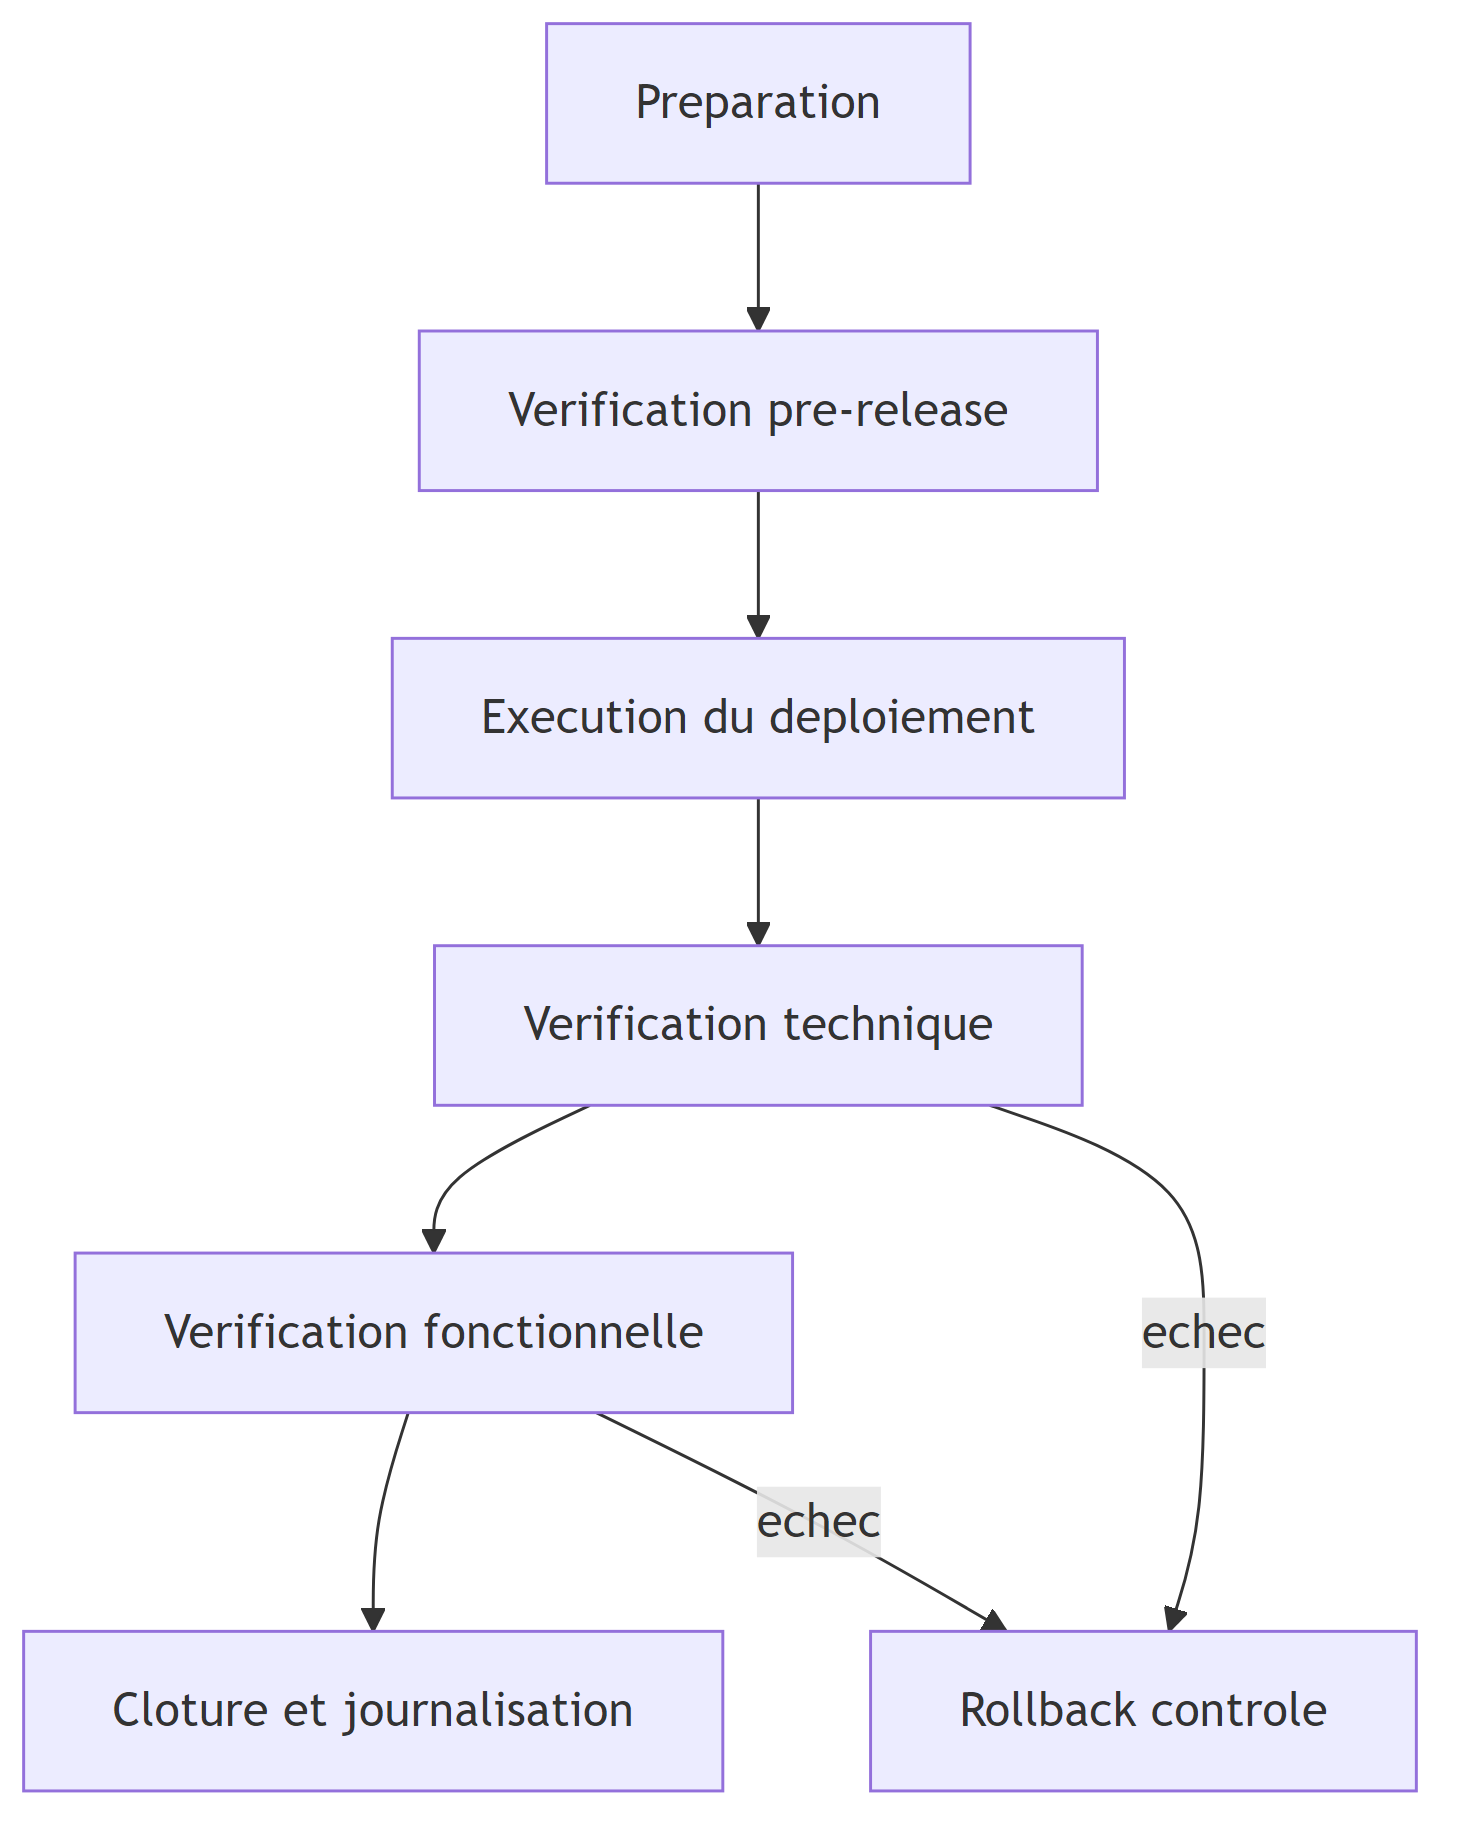 Preparation
Verification pre-release
Execution du deploiement
Verification technique
Verification fonctionnelle
echec
echec
Cloture et journalisation
Rollback controle